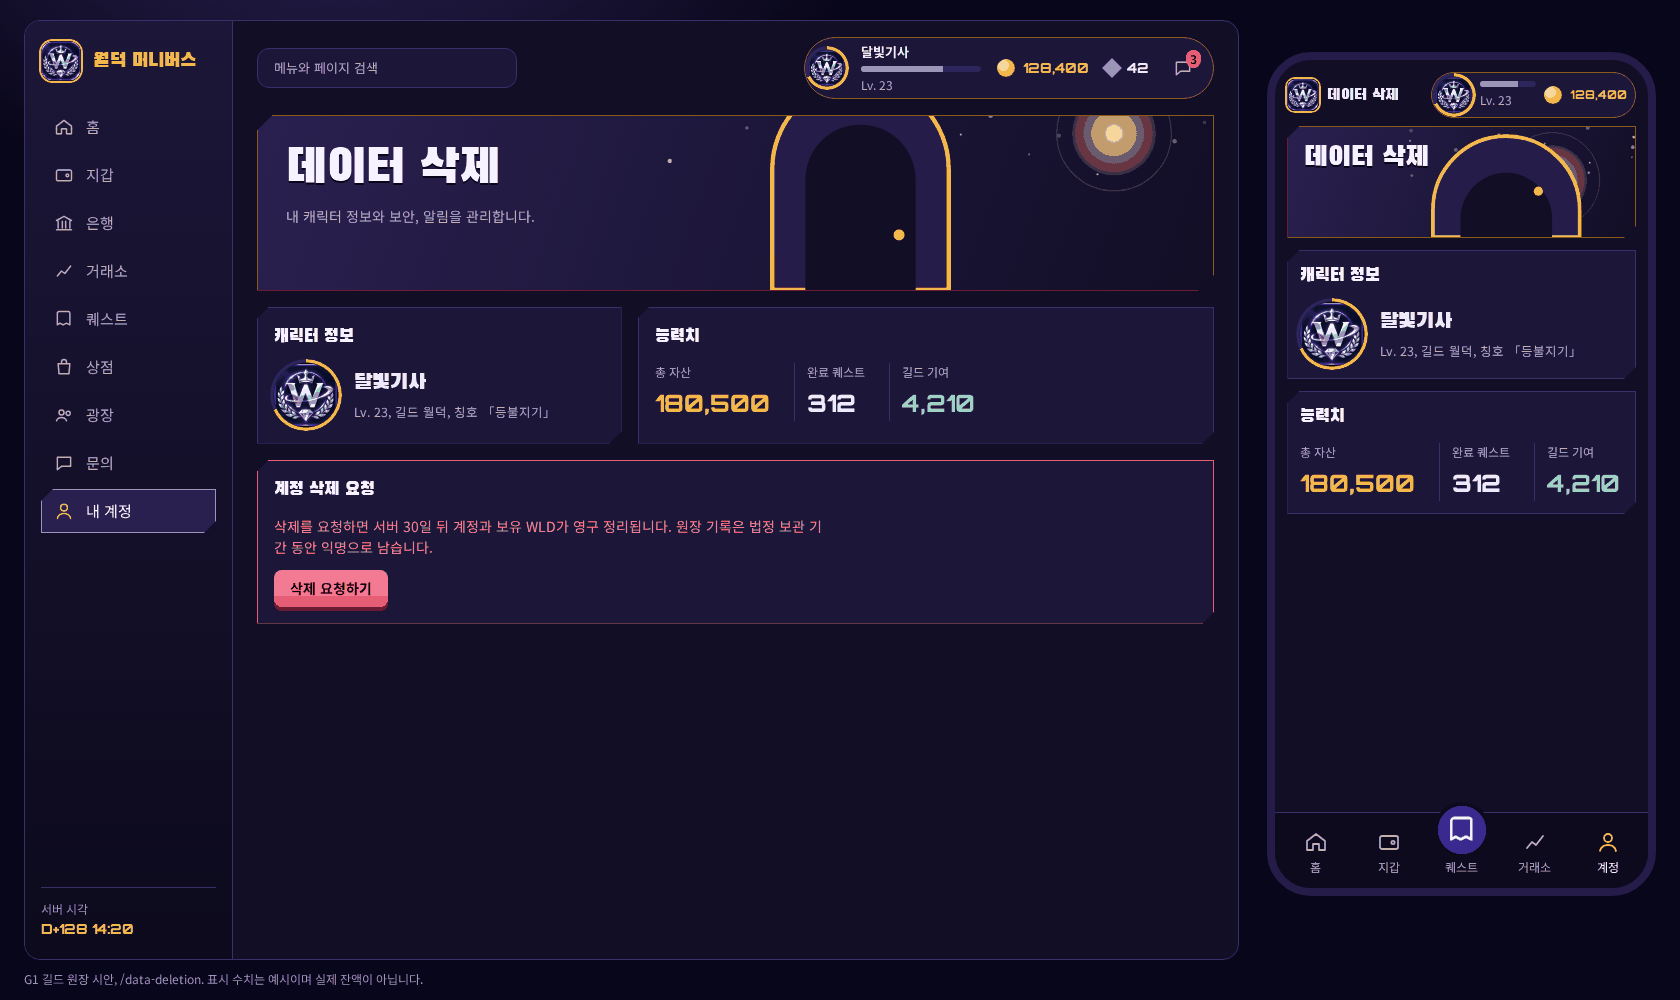 월덕 머니버스
홈
지갑
은행
거래소
퀘스트
상점
광장
문의
내 계정
서버 시각
D+128 14:20
메뉴와 페이지 검색
달빛기사
Lv. 23
128,400
42
3
데이터 삭제
내 캐릭터 정보와 보안, 알림을 관리합니다.
캐릭터 정보
달빛기사
Lv. 23, 길드 월덕, 칭호 「등불지기」
능력치
총 자산
180,500
완료 퀘스트
312
길드 기여
4,210
계정 삭제 요청
삭제를 요청하면 서버 30일 뒤 계정과 보유 WLD가 영구 정리됩니다. 원장 기록은 법정 보관 기
간 동안 익명으로 남습니다.
삭제 요청하기
G1 길드 원장 시안, /data-deletion. 표시 수치는 예시이며 실제 잔액이 아닙니다.
데이터 삭제
Lv. 23
128,400
데이터 삭제
캐릭터 정보
달빛기사
Lv. 23, 길드 월덕, 칭호 「등불지기」
능력치
총 자산
180,500
완료 퀘스트
312
길드 기여
4,210
홈
지갑
퀘스트
거래소
계정